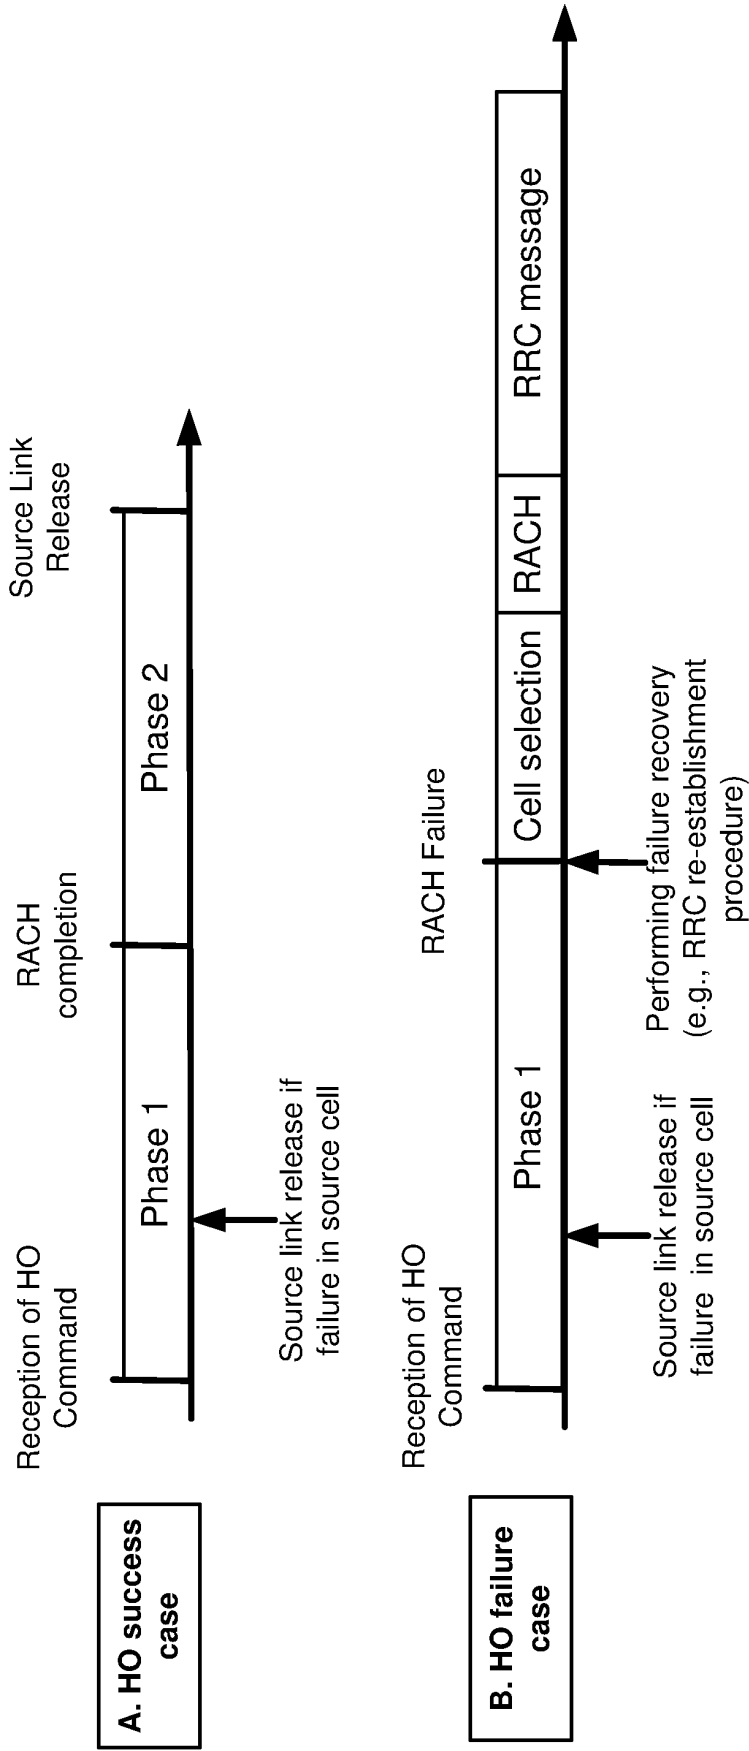 A. HO success
case
Reception of HO
Command
RACH
completion
Source Link
Release
Phase 1
Phase 2
Source link release if
failure in source cell
B. HO failure
case
Reception of HO
Command
RACH Failure
Phase 1
Cell selection
RACH
RRC message
Source link release if
failure in source cell
Performing failure recovery
(e.g., RRC re-establishment
procedure)